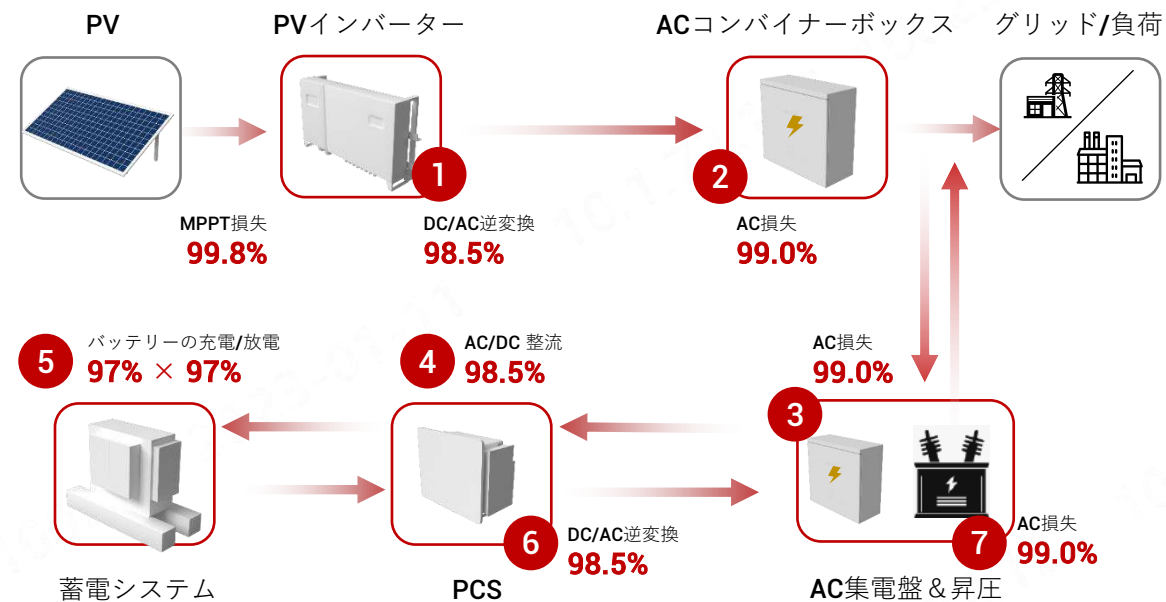 PV
PVインバーター
ACコンバイナーボックス
グリッド/負荷
1
2
MPPT損失
99.8%
DC/AC逆変換
98.5%
AC損失
99.0%
5
バッテリーの充電/放電
97% × 97%
4
AC/DC 整流
98.5%
AC損失
99.0%
3
6
DC/AC逆変換
98.5%
7
AC損失
99.0%
蓄電システム
PCS
AC集電盤＆昇圧